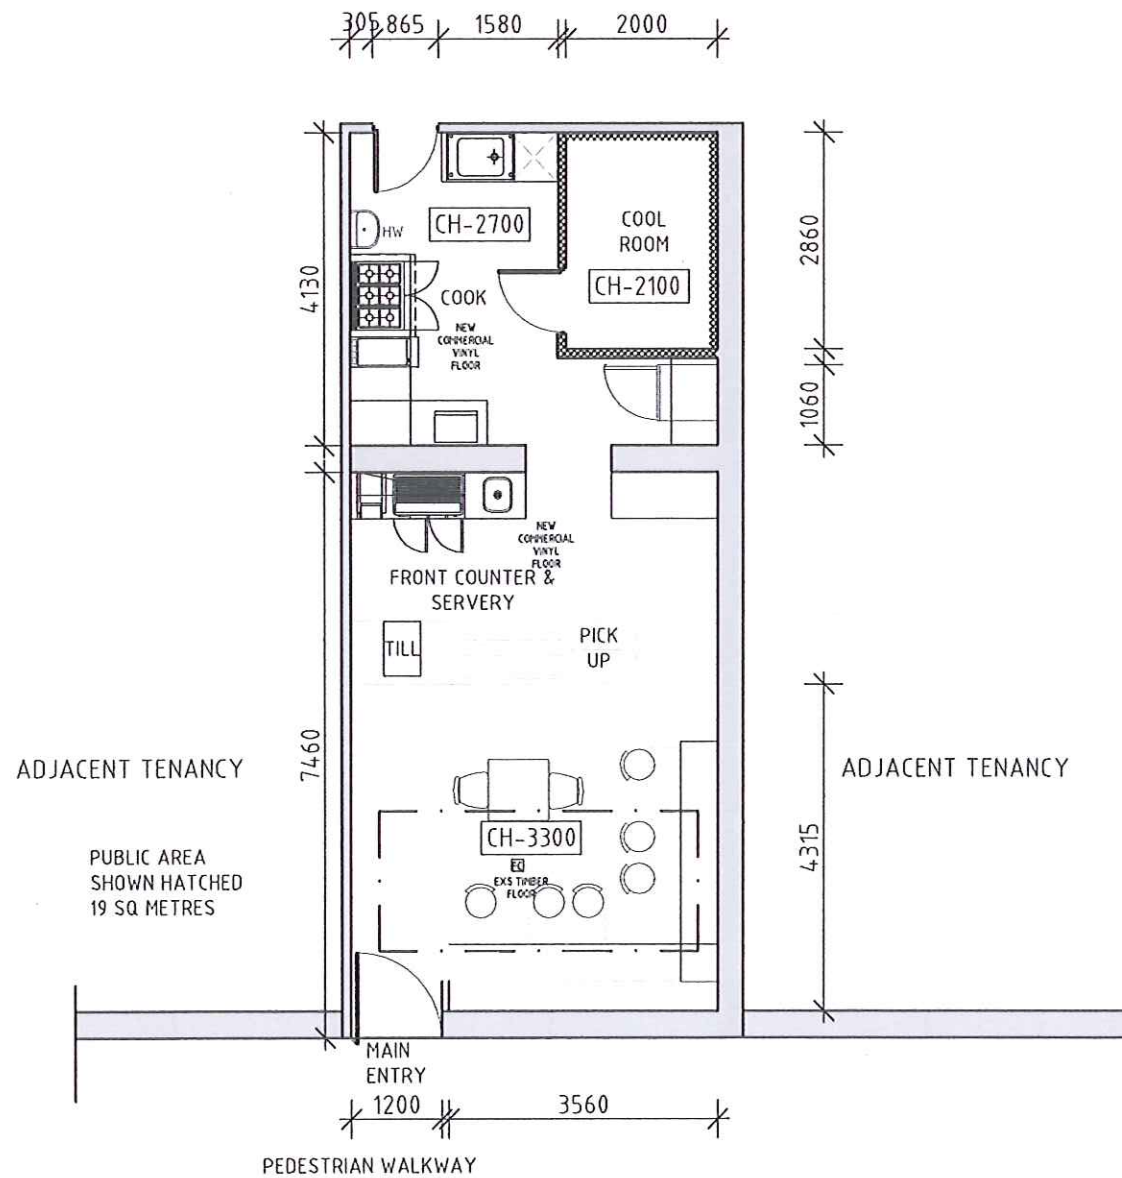 305
865
1580
2000
CH-2700
COOL
ROOM
CH-2100
HW
COOK
NEW
COMMERCIAL
VINYL
FLOOR
4130
2860
1060
NEW
COMMERCIAL
VINYL
FLOOR
FRONT COUNTER &
SERVERY
TILL
PICK
UP
7460
ADJACENT TENANCY
ADJACENT TENANCY
4315
CH-3300
EXS TIMBER
FLOOR
PUBLIC AREA
SHOWN HATCHED
19 SQ METRES
MAIN
ENTRY
1200
3560
PEDESTRIAN WALKWAY